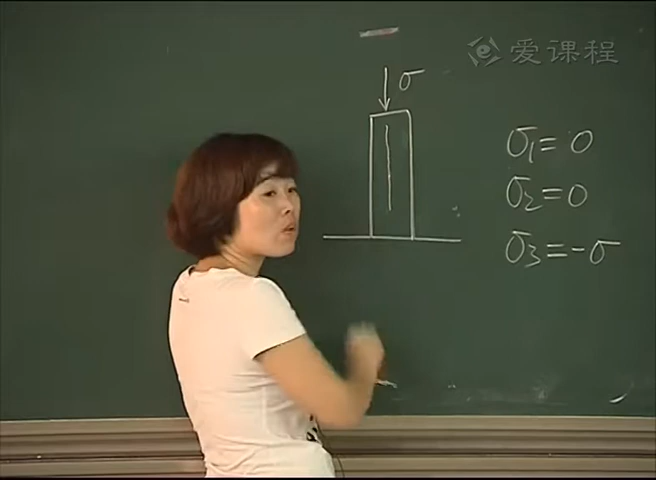 爱课程
σ
σ1 = 0
σ2 = 0
σ3 = -σ